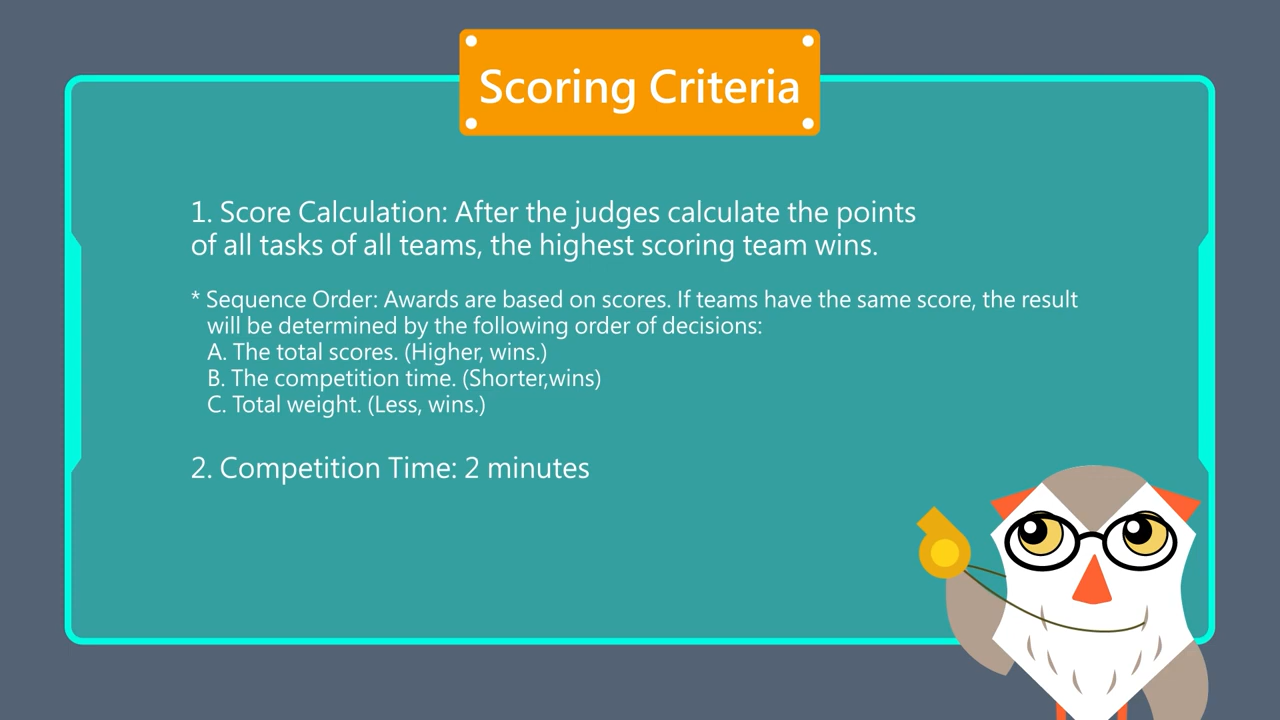 Scoring Criteria
1. Score Calculation: After the judges calculate the points
of all tasks of all teams, the highest scoring team wins.
* Sequence Order: Awards are based on scores. If teams have the same score, the result
will be determined by the following order of decisions:
A. The total scores. (Higher, wins.)
B. The competition time. (Shorter,wins)
C. Total weight. (Less, wins.)
2. Competition Time: 2 minutes